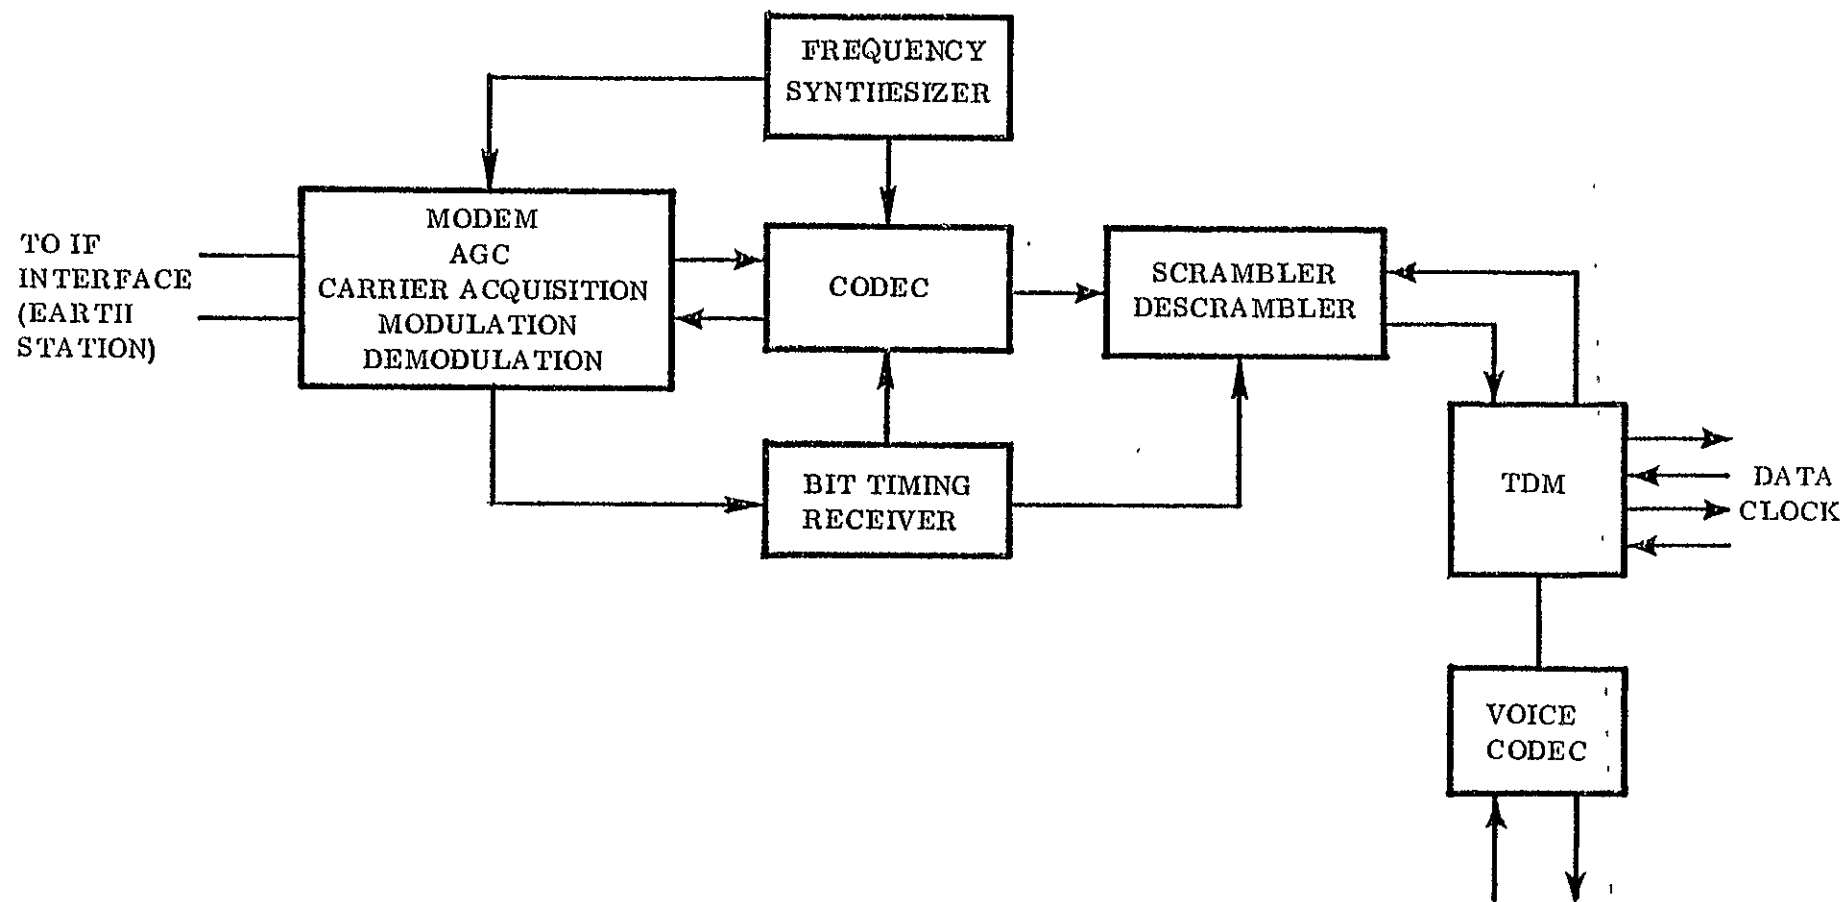 FREQUENCY
SYNTHESIZER
MODEM
AGC
CARRIER ACQUISITION
MODULATION
DEMODULATION
TO IF
INTERFACE
(EARTH
STATION)
CODEC
SCRAMBLER
DESCRAMBLER
BIT TIMING
RECEIVER
TDM
DATA
CLOCK
VOICE
CODEC